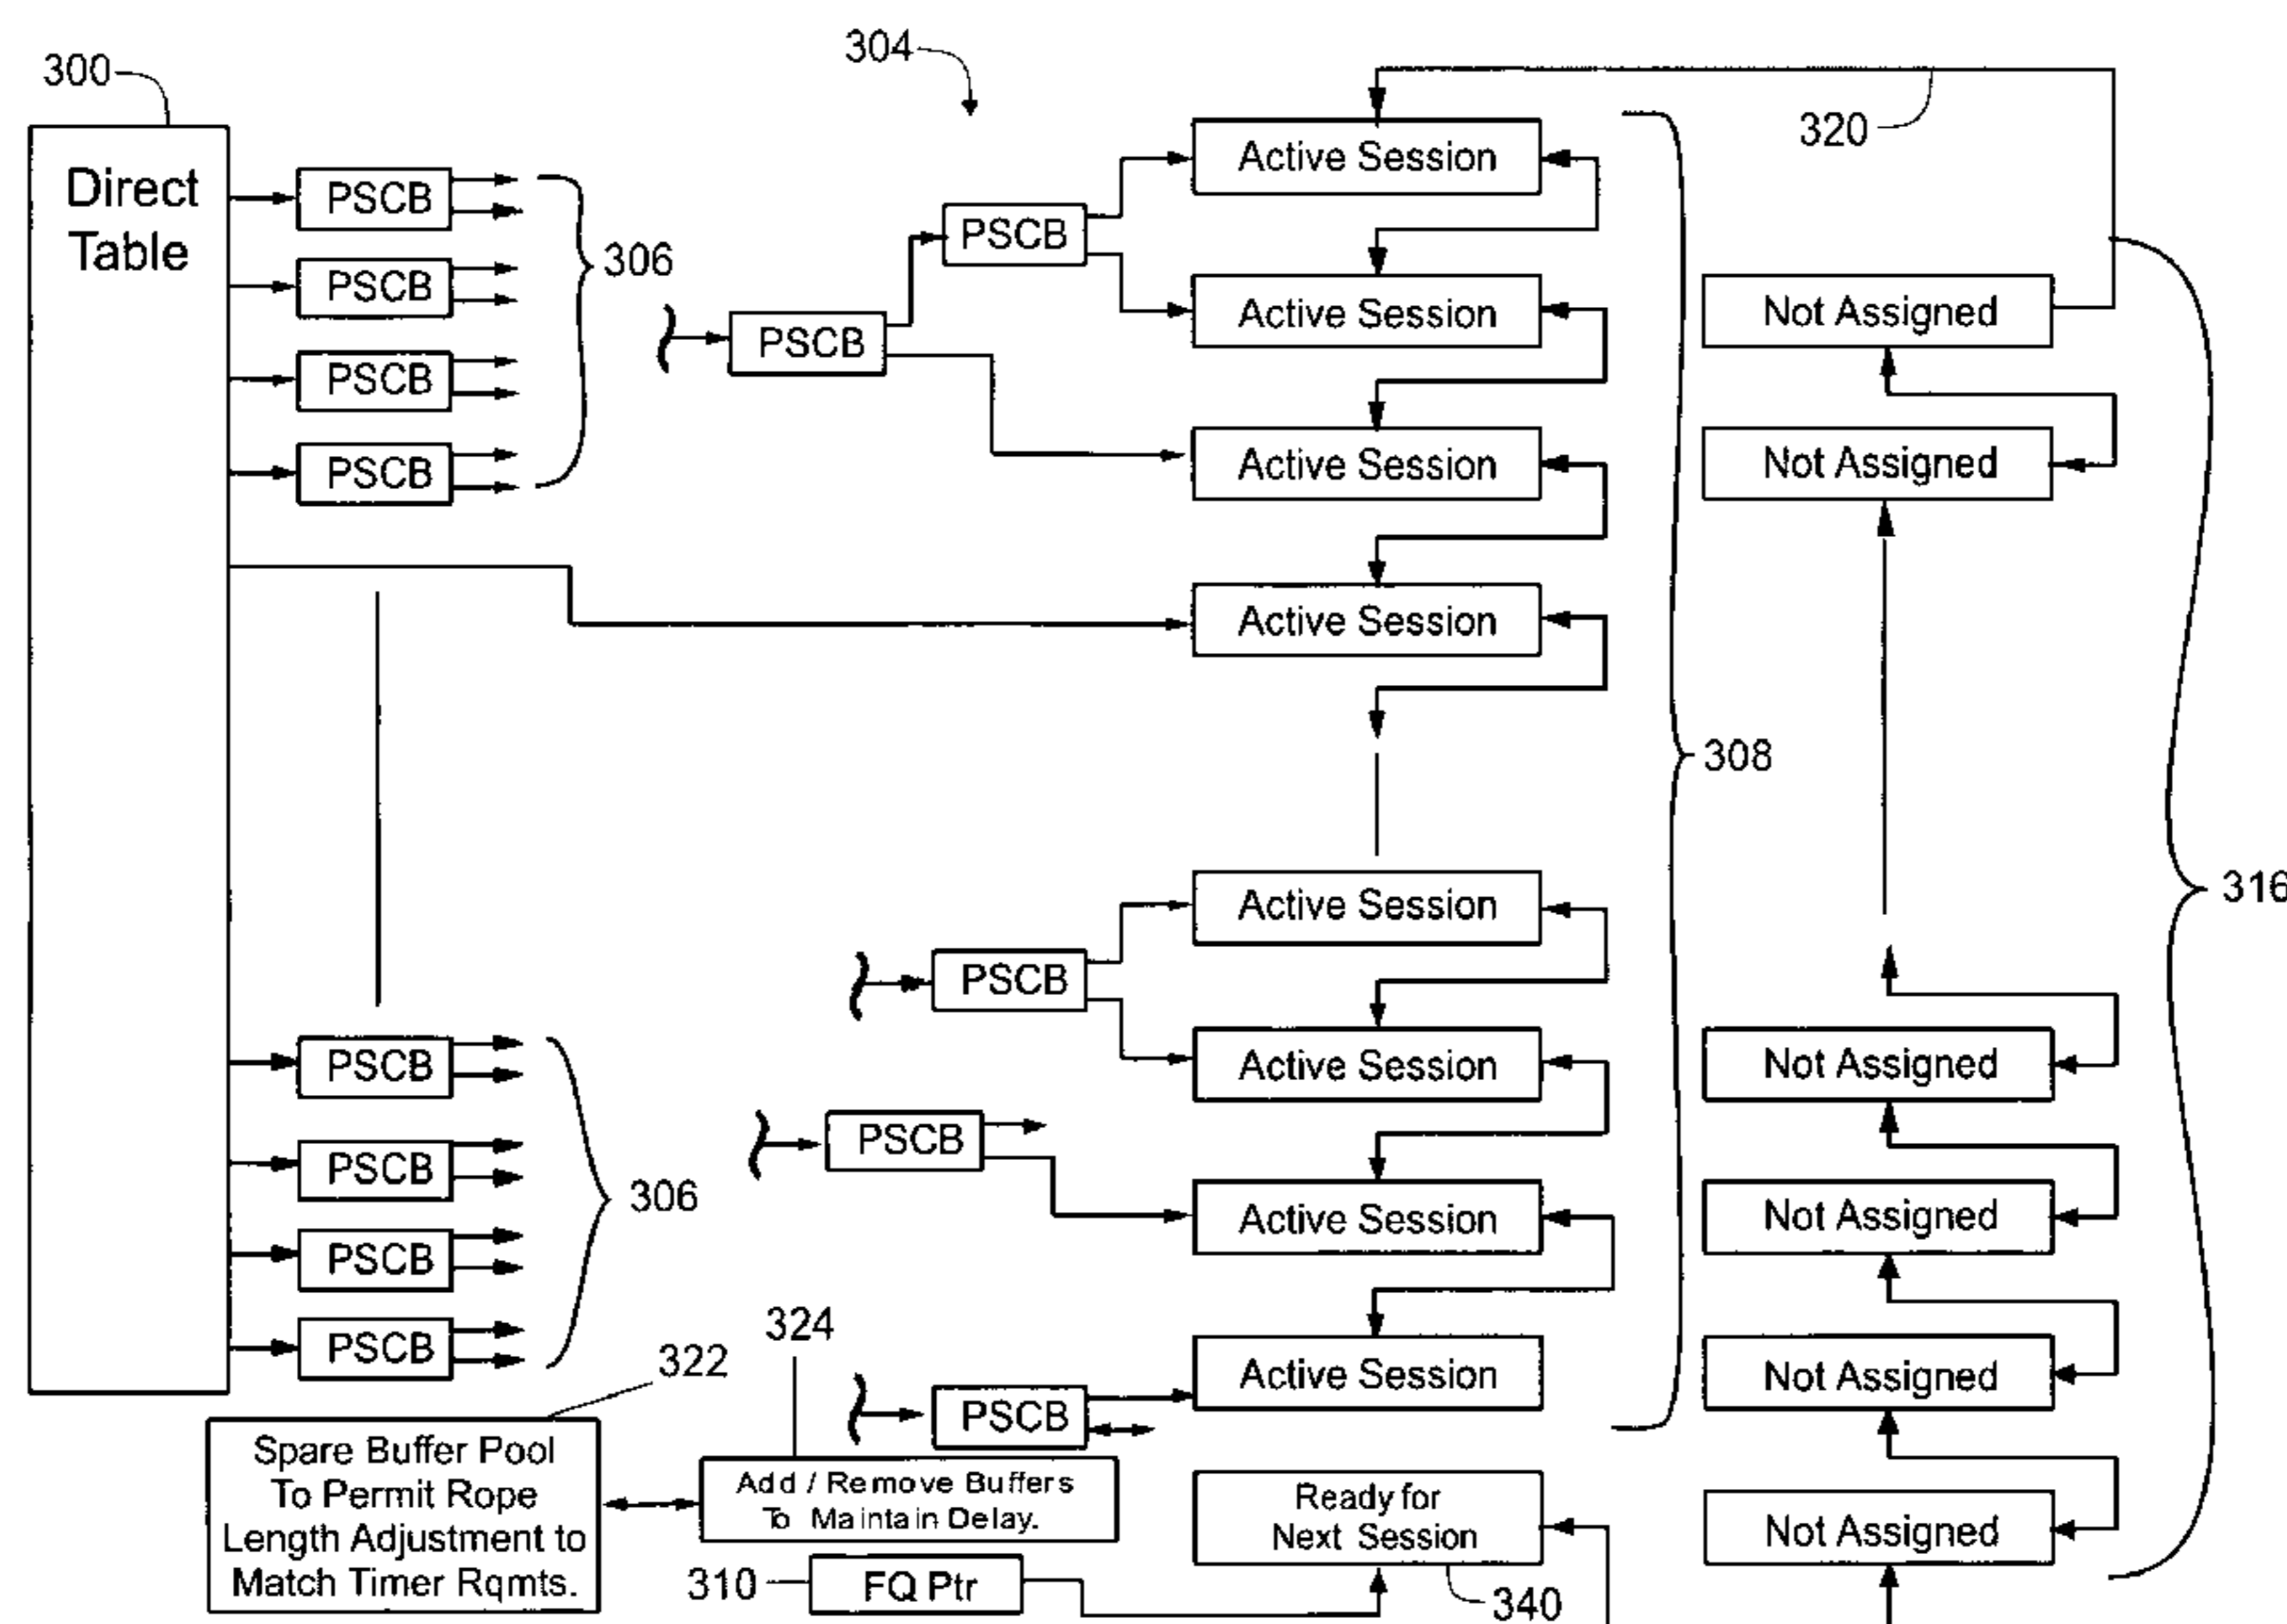 304
300
320
Direct
Table
PSCB
PSCB
PSCB
PSCB
306
PSCB
PSCB
Active Session
Active Session
Active Session
Active Session
Not Assigned
Not Assigned
308
316
PSCB
PSCB
PSCB
PSCB
306
PSCB
PSCB
PSCB
Active Session
Active Session
Active Session
Active Session
Not Assigned
Not Assigned
Not Assigned
Not Assigned
322
324
Spare Buffer Pool
To Permit Rope
Length Adjustment to
Match Timer Rqmts.
Add / Remove Buffers
To Maintain Delay.
310
FQ Ptr
Ready for
Next Session
340